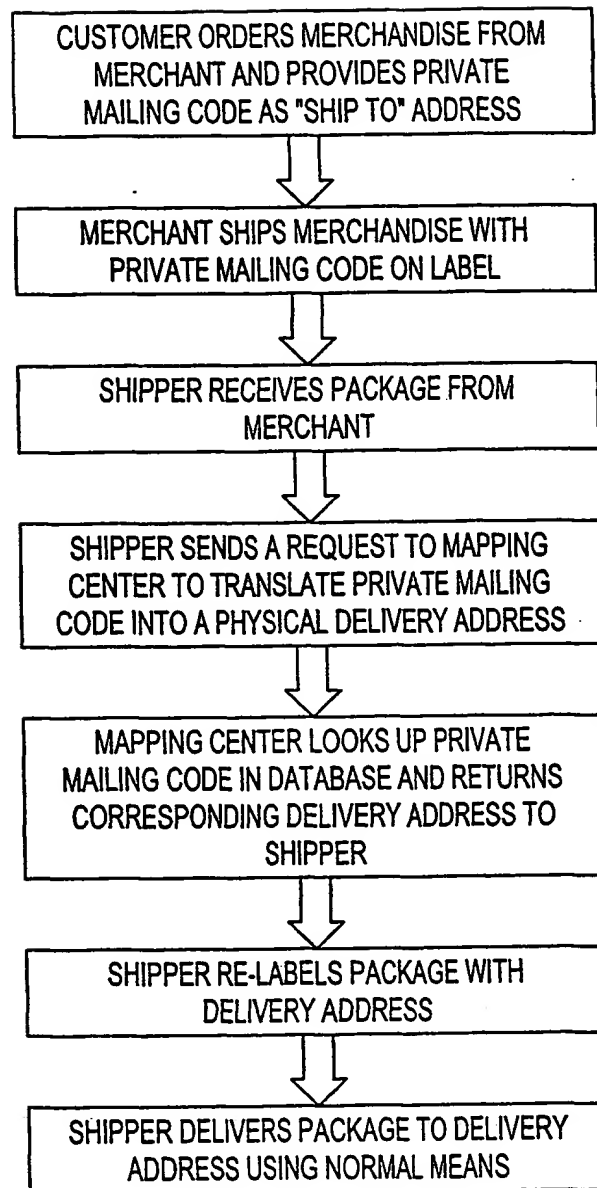 CUSTOMER ORDERS MERCHANDISE FROM
MERCHANT AND PROVIDES PRIVATE
MAILING CODE AS "SHIP TO" ADDRESS
MERCHANT SHIPS MERCHANDISE WITH
PRIVATE MAILING CODE ON LABEL
SHIPPER RECEIVES PACKAGE FROM
MERCHANT
SHIPPER SENDS A REQUEST TO MAPPING
CENTER TO TRANSLATE PRIVATE MAILING
CODE INTO A PHYSICAL DELIVERY ADDRESS
MAPPING CENTER LOOKS UP PRIVATE
MAILING CODE IN DATABASE AND RETURNS
CORRESPONDING DELIVERY ADDRESS TO
SHIPPER
SHIPPER RE-LABELS PACKAGE WITH
DELIVERY ADDRESS
SHIPPER DELIVERS PACKAGE TO DELIVERY
ADDRESS USING NORMAL MEANS